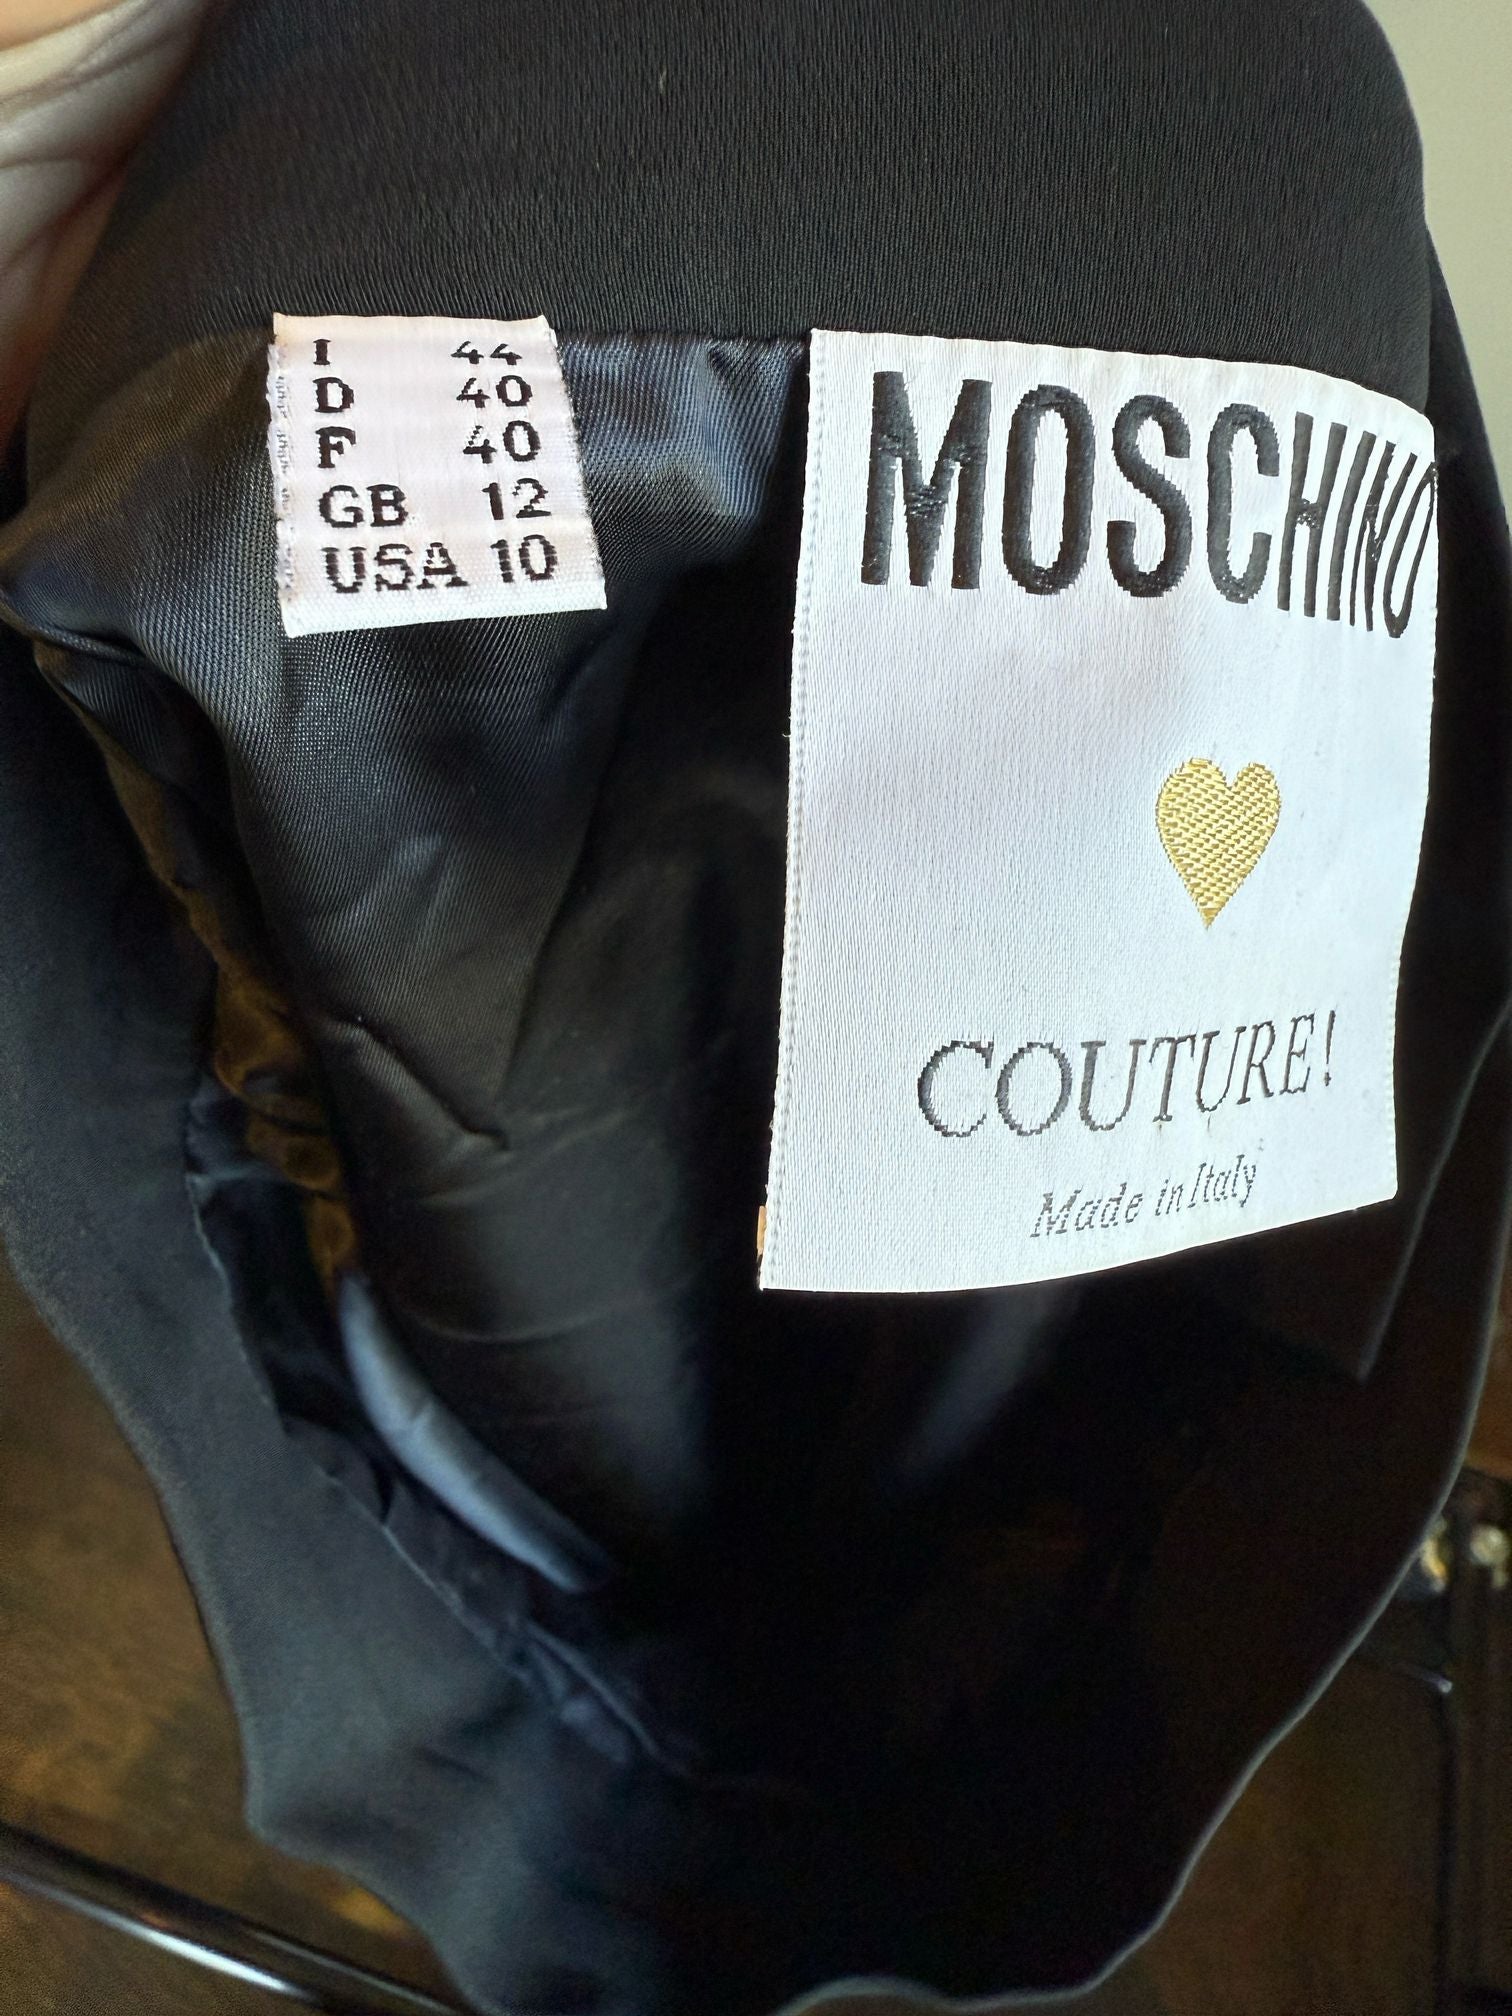 I 44
D 40
F 40
GB 12
USA 10
MOSCHINO
COUTURE!
Made in Italy